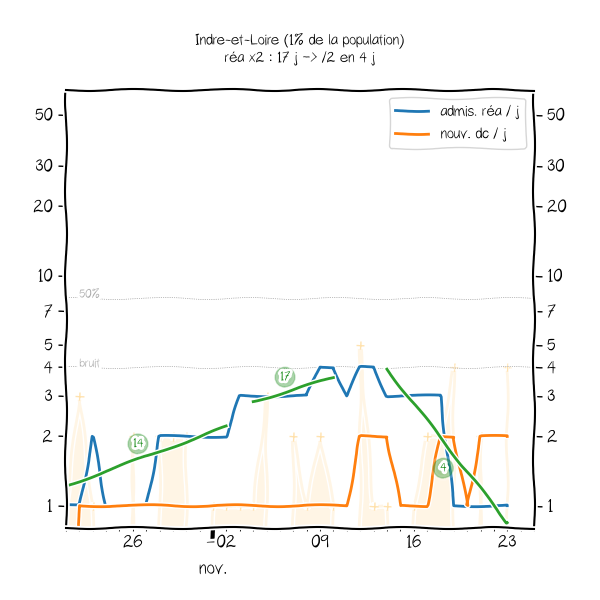 Indre-et-Loire (1% de la population)
réa x2 : 17 j -> /2 en 4 j
admis. réa / j
nouv. dc / j
50 50
30 30
20 20
10 10
50%
7 7
5 5
bruit
4 4
17
3 3
14
2 2
4
1 1
26 02 09 16 23
nov.